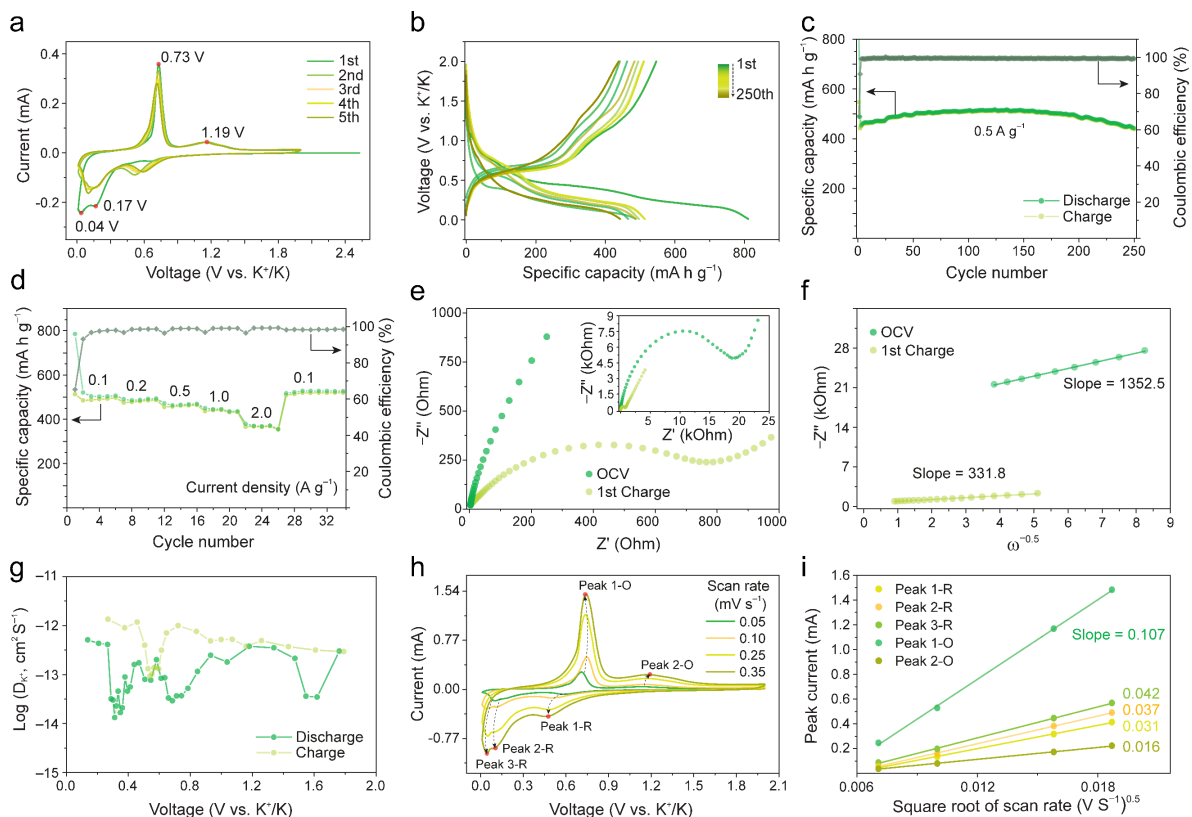 a
0.4
0.2
0.0
-0.2
Current (mA)
0.73 V
1.19 V
0.17 V
0.04 V
1st
2nd
3rd
4th
5th
0.0
0.6
1.2
1.8
2.4
Voltage (V vs. K⁺/K)
b
2.0
1.5
1.0
0.5
0.0
Voltage (V vs. K⁺/K)
1st
250th
0
200
400
600
800
Specific capacity (mA h g⁻¹)
c
800
700
600
500
400
300
200
100
Specific capacity (mA h g⁻¹)
0.5 A g⁻¹
Discharge
Charge
100
80
60
40
20
Coulombic efficiency (%)
0
50
100
150
200
250
Cycle number
d
800
600
400
200
Specific capacity (mA h g⁻¹)
0.1
0.2
0.5
1.0
2.0
0.1
Current density (A g⁻¹)
100
80
60
40
20
0
Coulombic efficiency (%)
0
4
8
12
16
20
24
28
32
Cycle number
e
1000
750
500
250
0
−Z'' (Ohm)
9
7.5
6
4.5
3
1.5
0
−Z'' (kOhm)
0
5
10
15
20
25
Z' (kOhm)
OCV
1st Charge
0
200
400
600
800
1000
Z' (Ohm)
f
28
21
14
7
0
−Z'' (kOhm)
OCV
1st Charge
Slope = 1352.5
Slope = 331.8
0
1
2
3
4
5
6
7
8
9
ω⁻⁰·⁵
g
−11
−12
−13
−14
−15
Log (D_K⁺, cm² S⁻¹)
Discharge
Charge
0.0
0.4
0.8
1.2
1.6
2.0
Voltage (V vs. K⁺/K)
h
1.54
0.77
0.00
−0.77
Current (mA)
Peak 1-O
Peak 2-O
Peak 1-R
Peak 2-R
Peak 3-R
Scan rate
(mV s⁻¹)
0.05
0.10
0.25
0.35
0.0
0.3
0.6
0.9
1.2
1.5
1.8
2.1
Voltage (V vs. K⁺/K)
i
1.6
1.4
1.2
1.0
0.8
0.6
0.4
0.2
Peak current (mA)
Peak 1-R
Peak 2-R
Peak 3-R
Peak 1-O
Peak 2-O
Slope = 0.107
0.042
0.037
0.031
0.016
0.006
0.012
0.018
Square root of scan rate (V S⁻¹)⁰·⁵